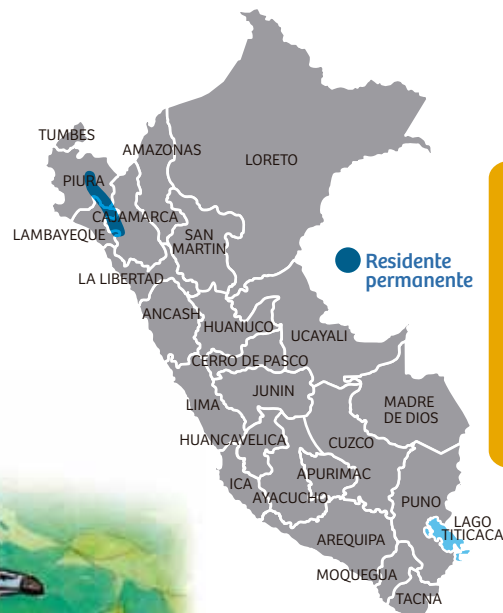 TUMBES
AMAZONAS
LORETO
PIURA
CAJAMARCA
LAMBAYEQUE
SAN
MARTIN
Residente
permanente
LA LIBERTAD
ANCASH
HUANUCO
UCAYALI
CERRO DE PASCO
LIMA
JUNIN
MADRE
DE DIOS
HUANCAVELICA
CUZCO
ICA
APURIMAC
AYACUCHO
PUNO
LAGO
TITICACA
AREQUIPA
MOQUEGUA
TACNA